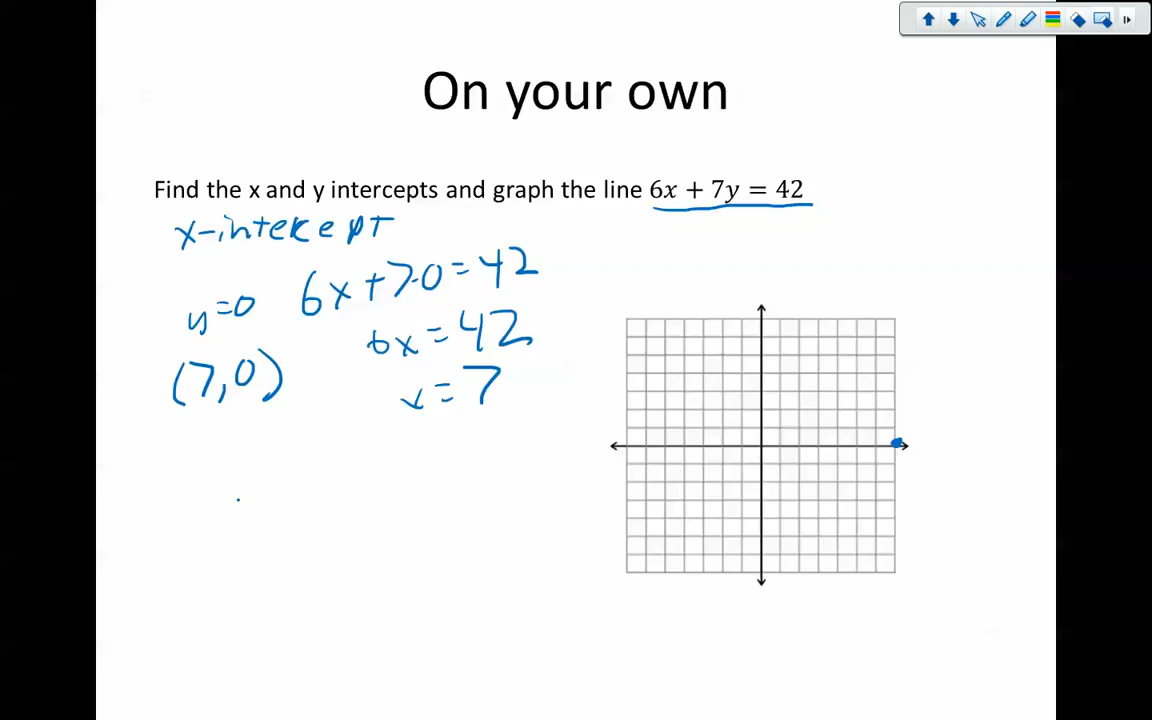 On your own
Find the x and y intercepts and graph the line 6x + 7y = 42
x-intercept
y=0
6x+7·0=42
6x=42
(7,0)
x=7